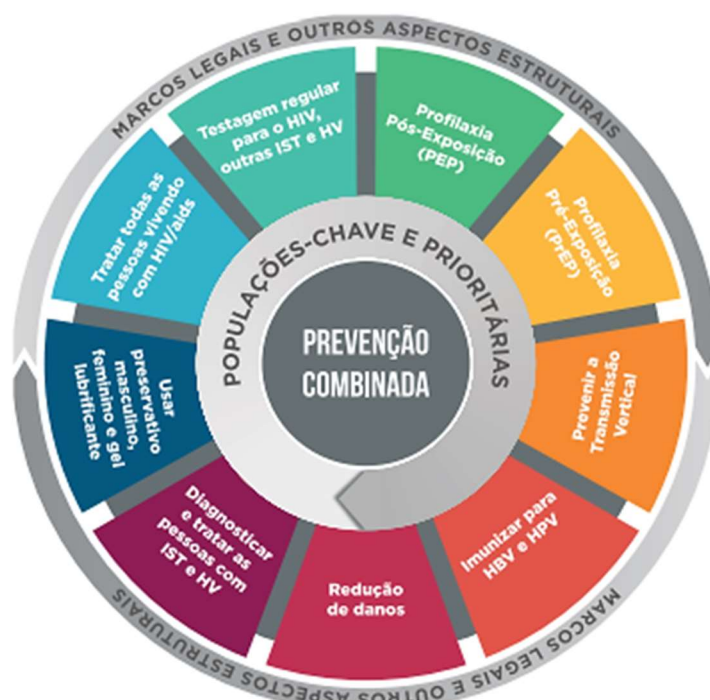 MARCOS LEGAIS E OUTROS ASPECTOS ESTRUTURAIS
Testagem regular
para o HIV,
outras IST e HV
Profilaxia
Pós-Exposição
(PEP)
Profilaxia
Pré-Exposição
(PrEP)
Prevenir a
Transmissão
Vertical
Imunizar para
HBV e HPV
Redução
de danos
Diagnosticar
e tratar as
pessoas com
IST e HV
Usar
preservativo
masculino,
feminino e gel
lubrificante
Tratar todas as
pessoas vivendo
com HIV/aids
POPULAÇÕES-CHAVE E PRIORITÁRIAS
PREVENÇÃO
COMBINADA
MARCOS LEGAIS E OUTROS ASPECTOS ESTRUTURAIS